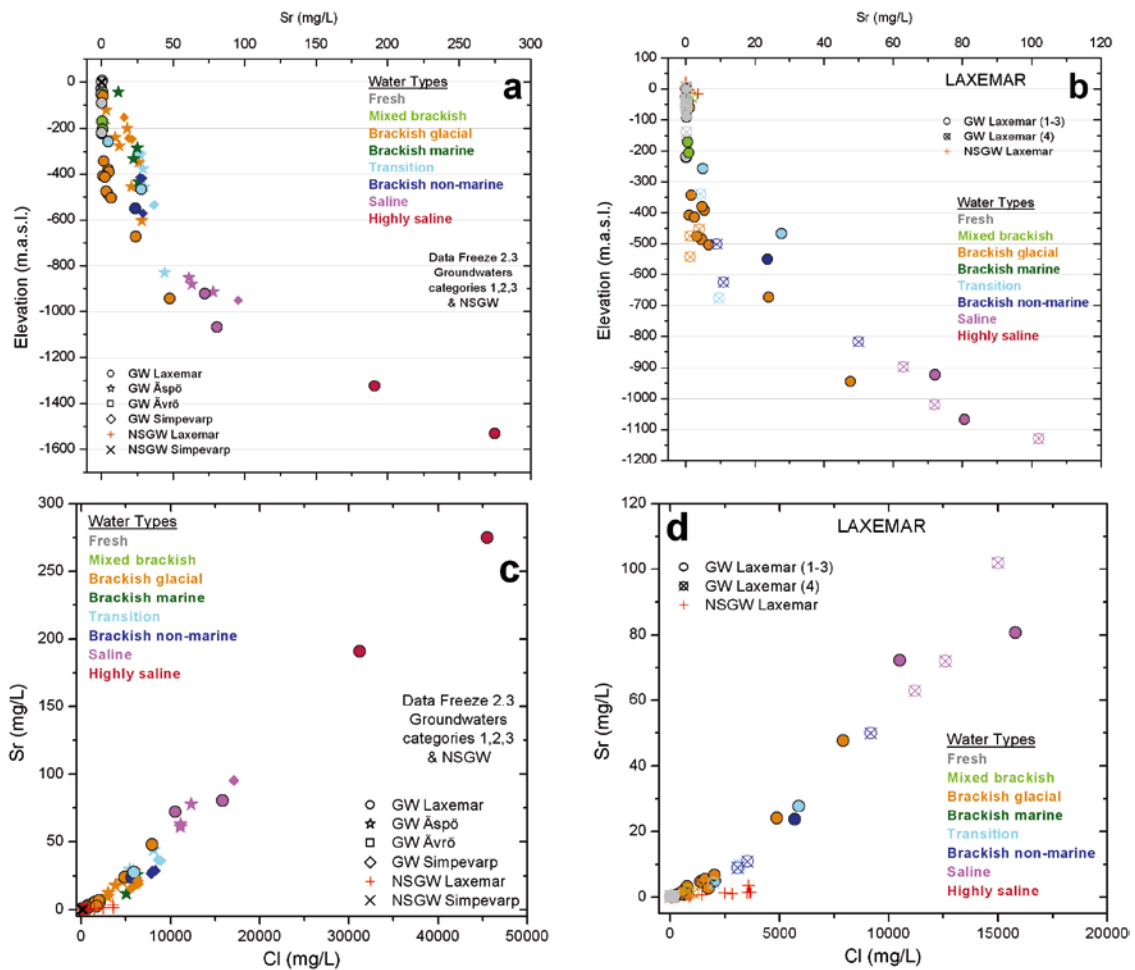 Sr (mg/L)
0 50 100 150 200 250 300
a
Elevation (m.a.s.l.)
0
-200
-400
-600
-800
-1000
-1200
-1400
-1600
Water Types
Fresh
Mixed brackish
Brackish glacial
Brackish marine
Transition
Brackish non-marine
Saline
Highly saline
Data Freeze 2.3
Groundwaters
categories 1,2,3
& NSGW
GW Laxemar
GW Äspö
GW Ävrö
GW Simpevarp
NSGW Laxemar
NSGW Simpevarp
Sr (mg/L)
0 20 40 60 80 100 120
LAXEMAR
b
Elevation (m.a.s.l.)
100
0
-100
-200
-300
-400
-500
-600
-700
-800
-900
-1000
-1100
-1200
GW Laxemar (1-3)
GW Laxemar (4)
NSGW Laxemar
Water Types
Fresh
Mixed brackish
Brackish glacial
Brackish marine
Transition
Brackish non-marine
Saline
Highly saline
c
Sr (mg/L)
300
250
200
150
100
50
0
Water Types
Fresh
Mixed brackish
Brackish glacial
Brackish marine
Transition
Brackish non-marine
Saline
Highly saline
Data Freeze 2.3
Groundwaters
categories 1,2,3
& NSGW
GW Laxemar
GW Äspö
GW Ävrö
GW Simpevarp
NSGW Laxemar
NSGW Simpevarp
0 10000 20000 30000 40000 50000
Cl (mg/L)
LAXEMAR
d
Sr (mg/L)
120
100
80
60
40
20
0
GW Laxemar (1-3)
GW Laxemar (4)
NSGW Laxemar
Water Types
Fresh
Mixed brackish
Brackish glacial
Brackish marine
Transition
Brackish non-marine
Saline
Highly saline
0 5000 10000 15000 20000
Cl (mg/L)